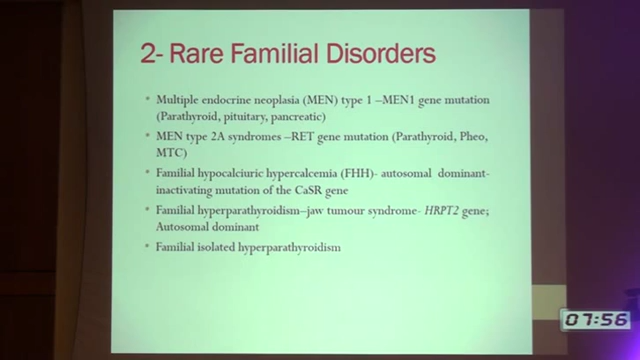 2- Rare Familial Disorders
• Multiple endocrine neoplasia (MEN) type 1 –MEN1 gene mutation
(Parathyroid, pituitary, pancreatic)
• MEN type 2A syndromes –RET gene mutation (Parathyroid, Pheo,
MTC)
• Familial hypocalciuric hypercalcemia (FHH)- autosomal dominant-
inactivating mutation of the CaSR gene
• Familial hyperparathyroidism–jaw tumour syndrome- HRPT2 gene;
Autosomal dominant
• Familial isolated hyperparathyroidism
07:56